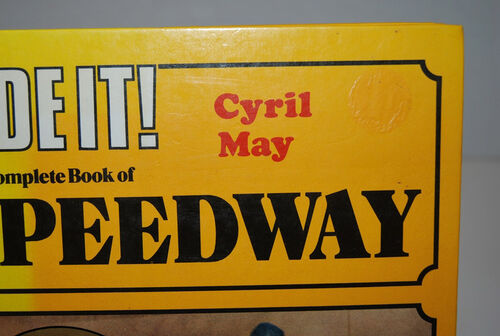 DE IT!
Cyril
May
omplete Book of
PEEDWAY